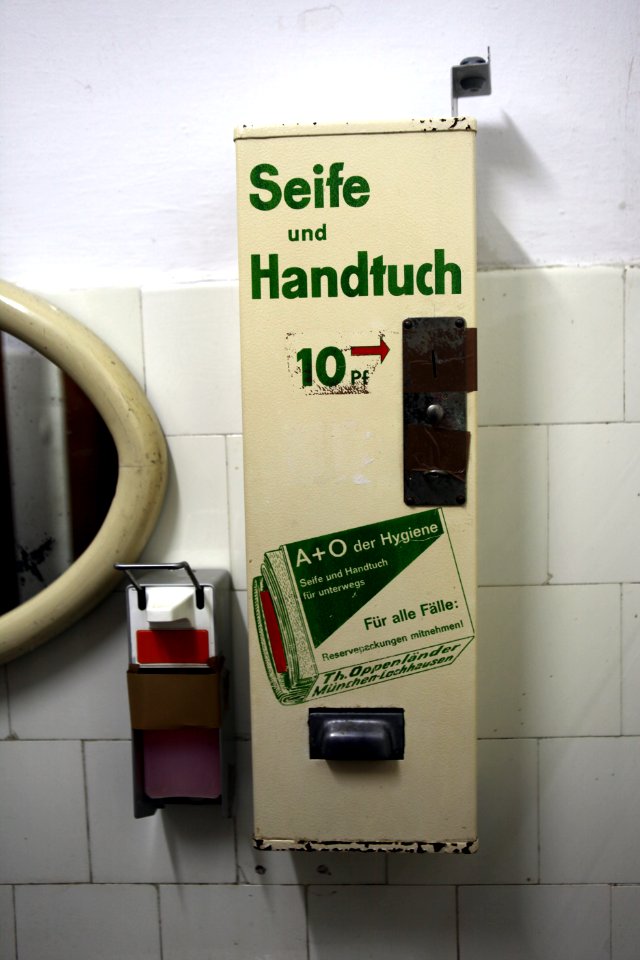 Seife
und
Handtuch
10 Pf
A+O der Hygiene
Seife und Handtuch
für unterwegs
Für alle Fälle:
Reservepackungen mitnehmen!
Th. Oppenländer
München-Lochhausen